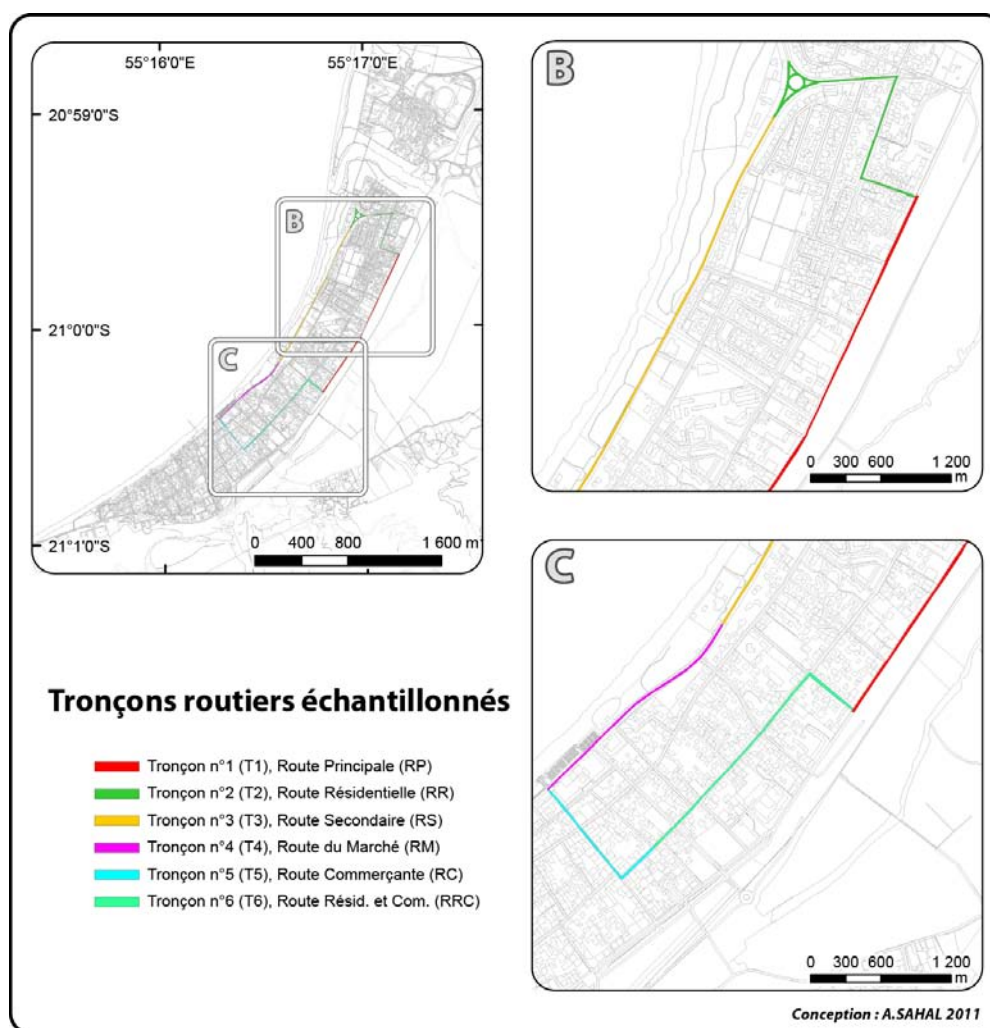 55°16'0"E
55°17'0"E
20°59'0"S
B
21°0'0"S
C
21°1'0"S
0 400 800 1 600 m
B
0 300 600 1 200
m
C
0 300 600 1 200
m
Tronçons routiers échantillonnés
Tronçon n°1 (T1), Route Principale (RP)
Tronçon n°2 (T2), Route Résidentielle (RR)
Tronçon n°3 (T3), Route Secondaire (RS)
Tronçon n°4 (T4), Route du Marché (RM)
Tronçon n°5 (T5), Route Commerçante (RC)
Tronçon n°6 (T6), Route Résid. et Com. (RRC)
Conception : A.SAHAL 2011